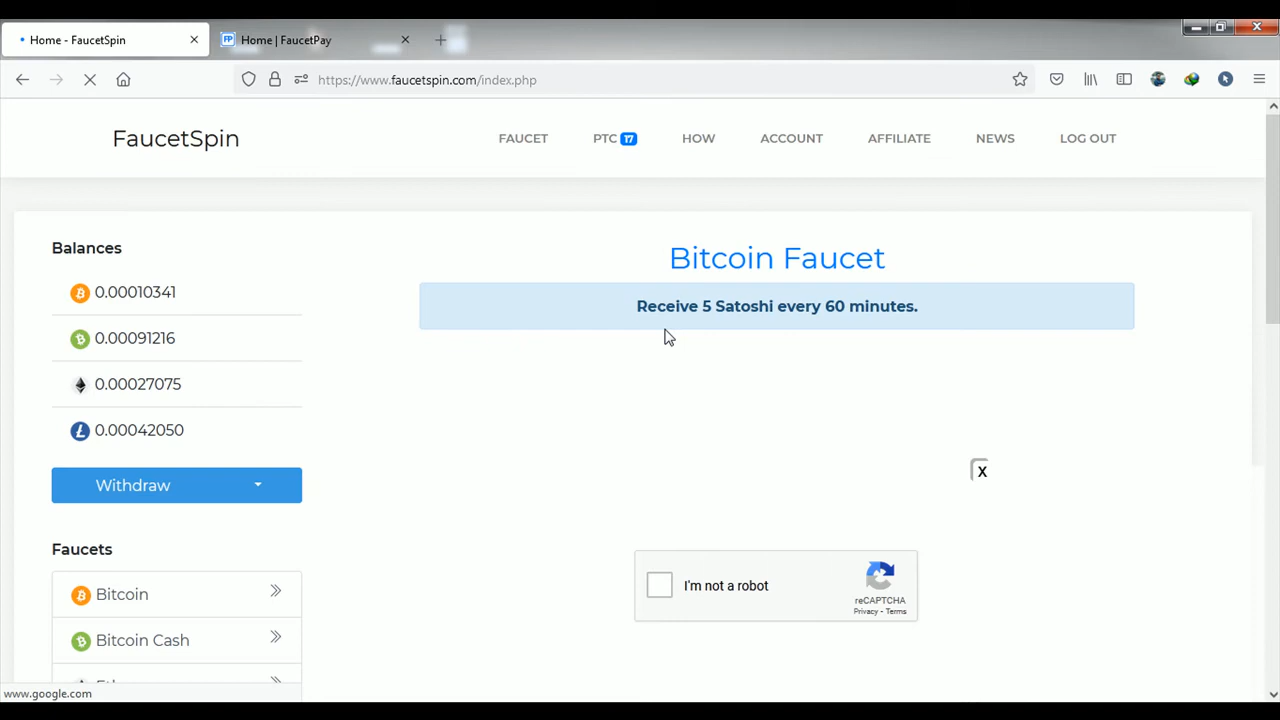 Home - FaucetSpin
FP Home | FaucetPay
https://www.faucetspin.com/index.php
FaucetSpin
FAUCET PTC 17 HOW ACCOUNT AFFILIATE NEWS LOG OUT
Balances
0.00010341
0.00091216
0.00027075
0.00042050
Withdraw
Faucets
Bitcoin
Bitcoin Cash
Bitcoin Faucet
Receive 5 Satoshi every 60 minutes.
X
I'm not a robot
reCAPTCHA
Privacy - Terms
www.google.com